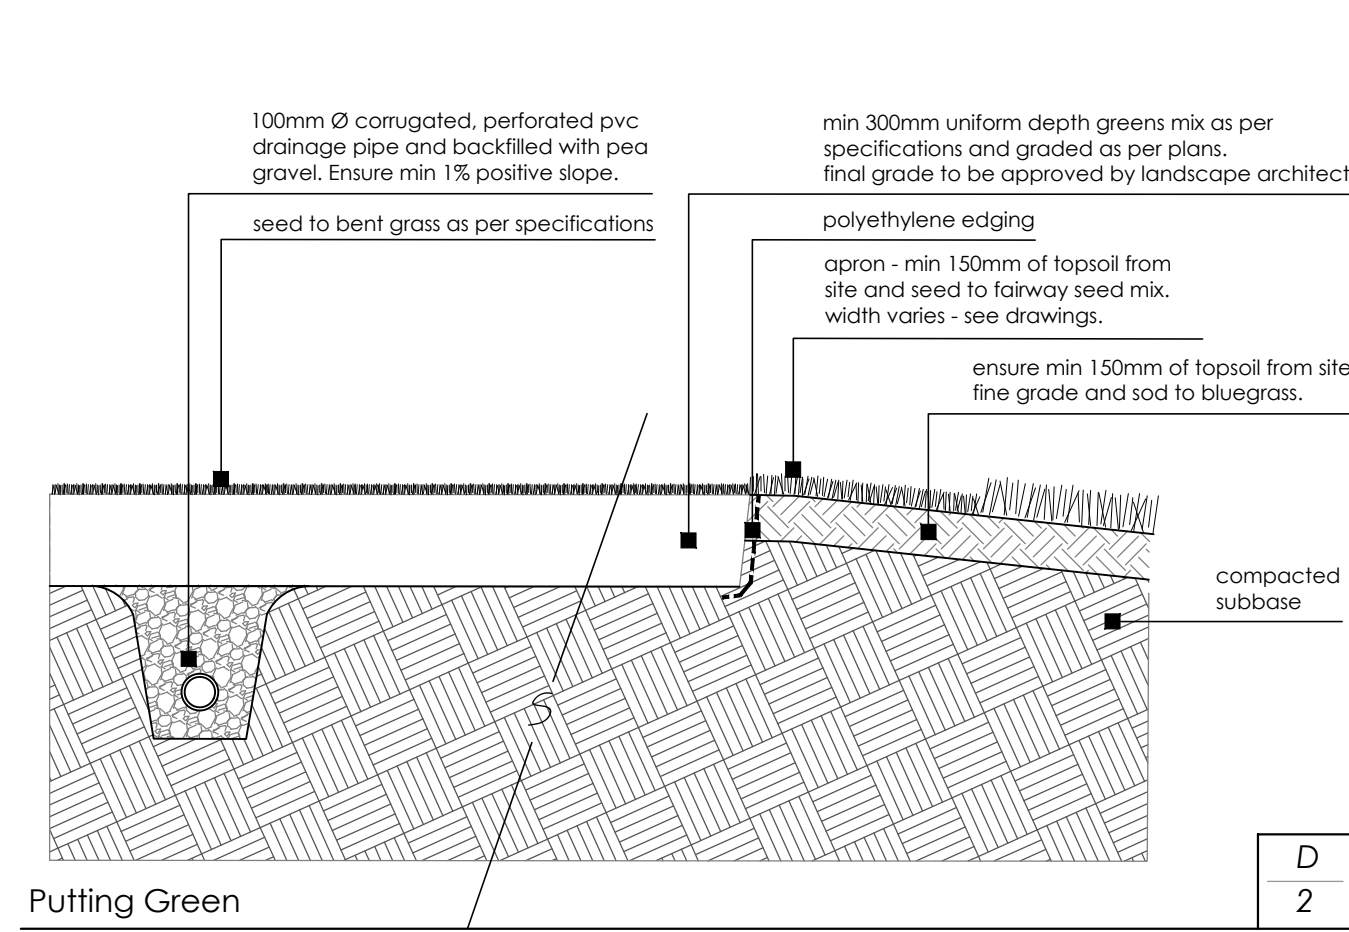 100mm Ø corrugated, perforated pvc
drainage pipe and backfilled with pea
gravel. Ensure min 1% positive slope.
seed to bent grass as per specifications
min 300mm uniform depth greens mix as per
specifications and graded as per plans.
final grade to be approved by landscape architect
polyethylene edging
apron - min 150mm of topsoil from
site and seed to fairway seed mix.
width varies - see drawings.
ensure min 150mm of topsoil from site
fine grade and sod to bluegrass.
compacted
subbase
Putting Green
D
2